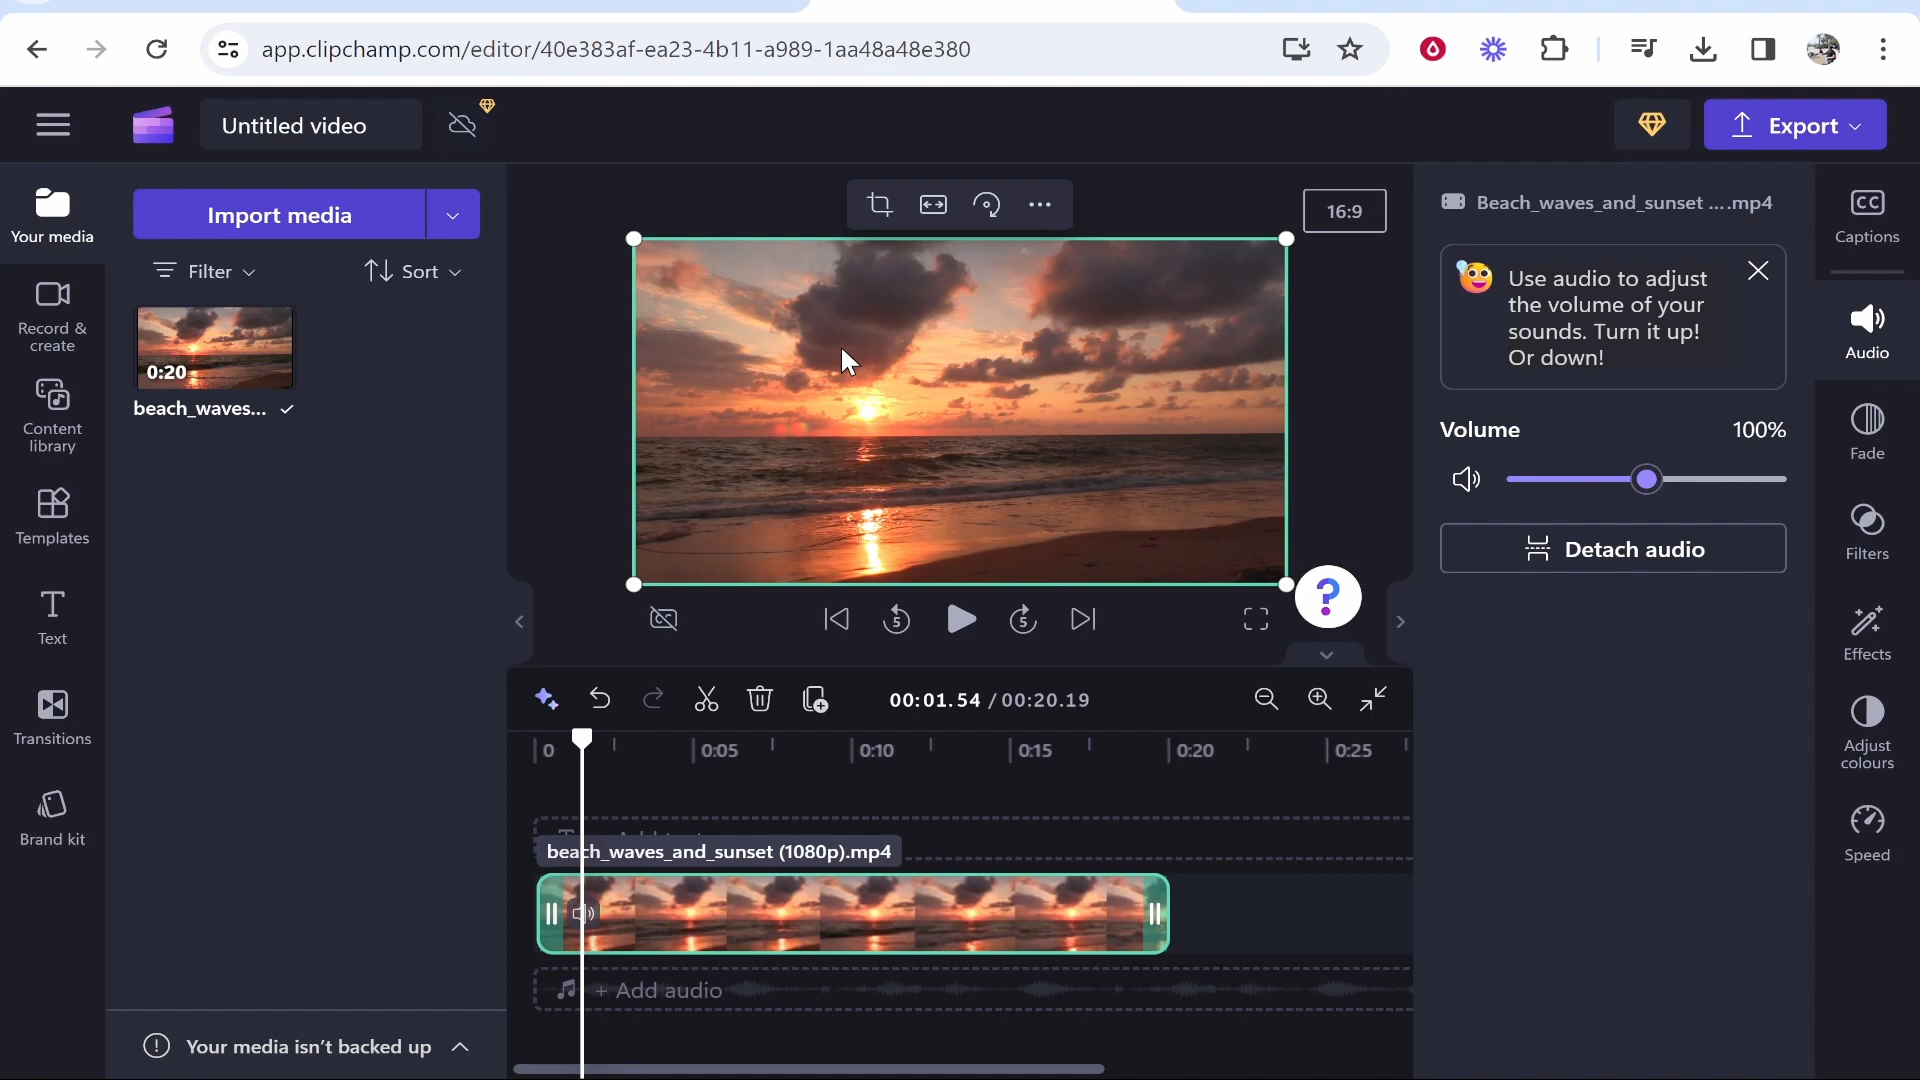 app.clipchamp.com/editor/40e383af-ea23-4b11-a989-1aa48a48e380
Untitled video
Export
Your media
Import media
16:9
Beach_waves_and_sunset ....mp4
CC
Captions
Filter
Sort
Use audio to adjust
the volume of your
sounds. Turn it up!
Or down!
Record &
create
0:20
beach_waves...
Audio
Content
library
Volume 100%
Fade
Templates
Detach audio
Filters
Text
5
5
?
Effects
Transitions
00:01.54 / 00:20.19
Adjust
colours
0 0:05 0:10 0:15 0:20 0:25
Brand kit
beach_waves_and_sunset (1080p).mp4
Speed
+ Add audio
Your media isn't backed up